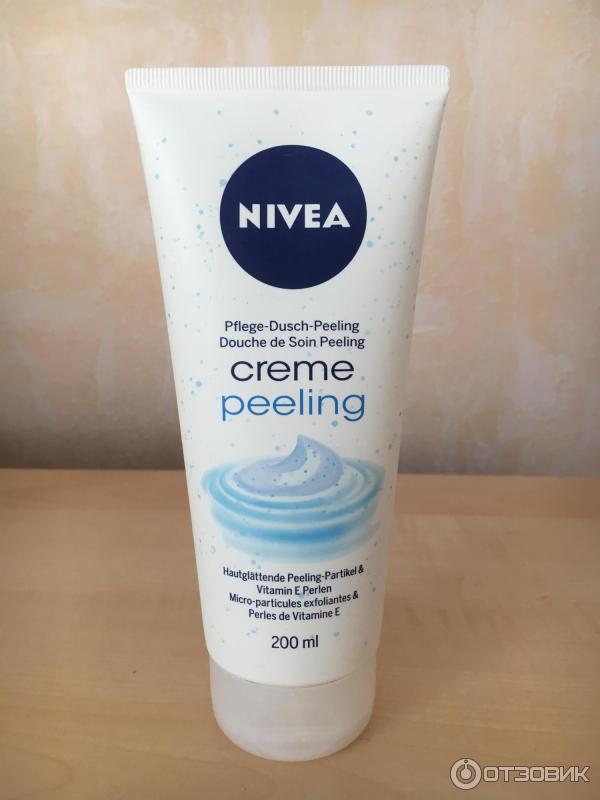 NIVEA
Pflege-Dusch-Peeling
Douche de Soin Peeling
creme
peeling
Hautglättende Peeling-Partikel &
Vitamin E Perlen
Micro-particules exfoliantes &
Perles de Vitamine E
200 ml
ОТЗОВИК